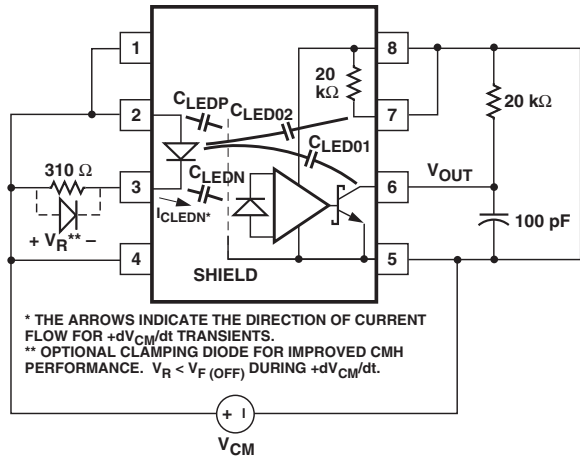 1
8
20
kΩ
CLEDP
CLED02
2
7
20 kΩ
CLED01
310 Ω
CLEDN
VOUT
3
6
ICLEDN*
100 pF
+ VR** –
4
5
SHIELD
* THE ARROWS INDICATE THE DIRECTION OF CURRENT
FLOW FOR +dVCM/dt TRANSIENTS.
** OPTIONAL CLAMPING DIODE FOR IMPROVED CMH
PERFORMANCE. VR < VF (OFF) DURING +dVCM/dt.
+ –
VCM